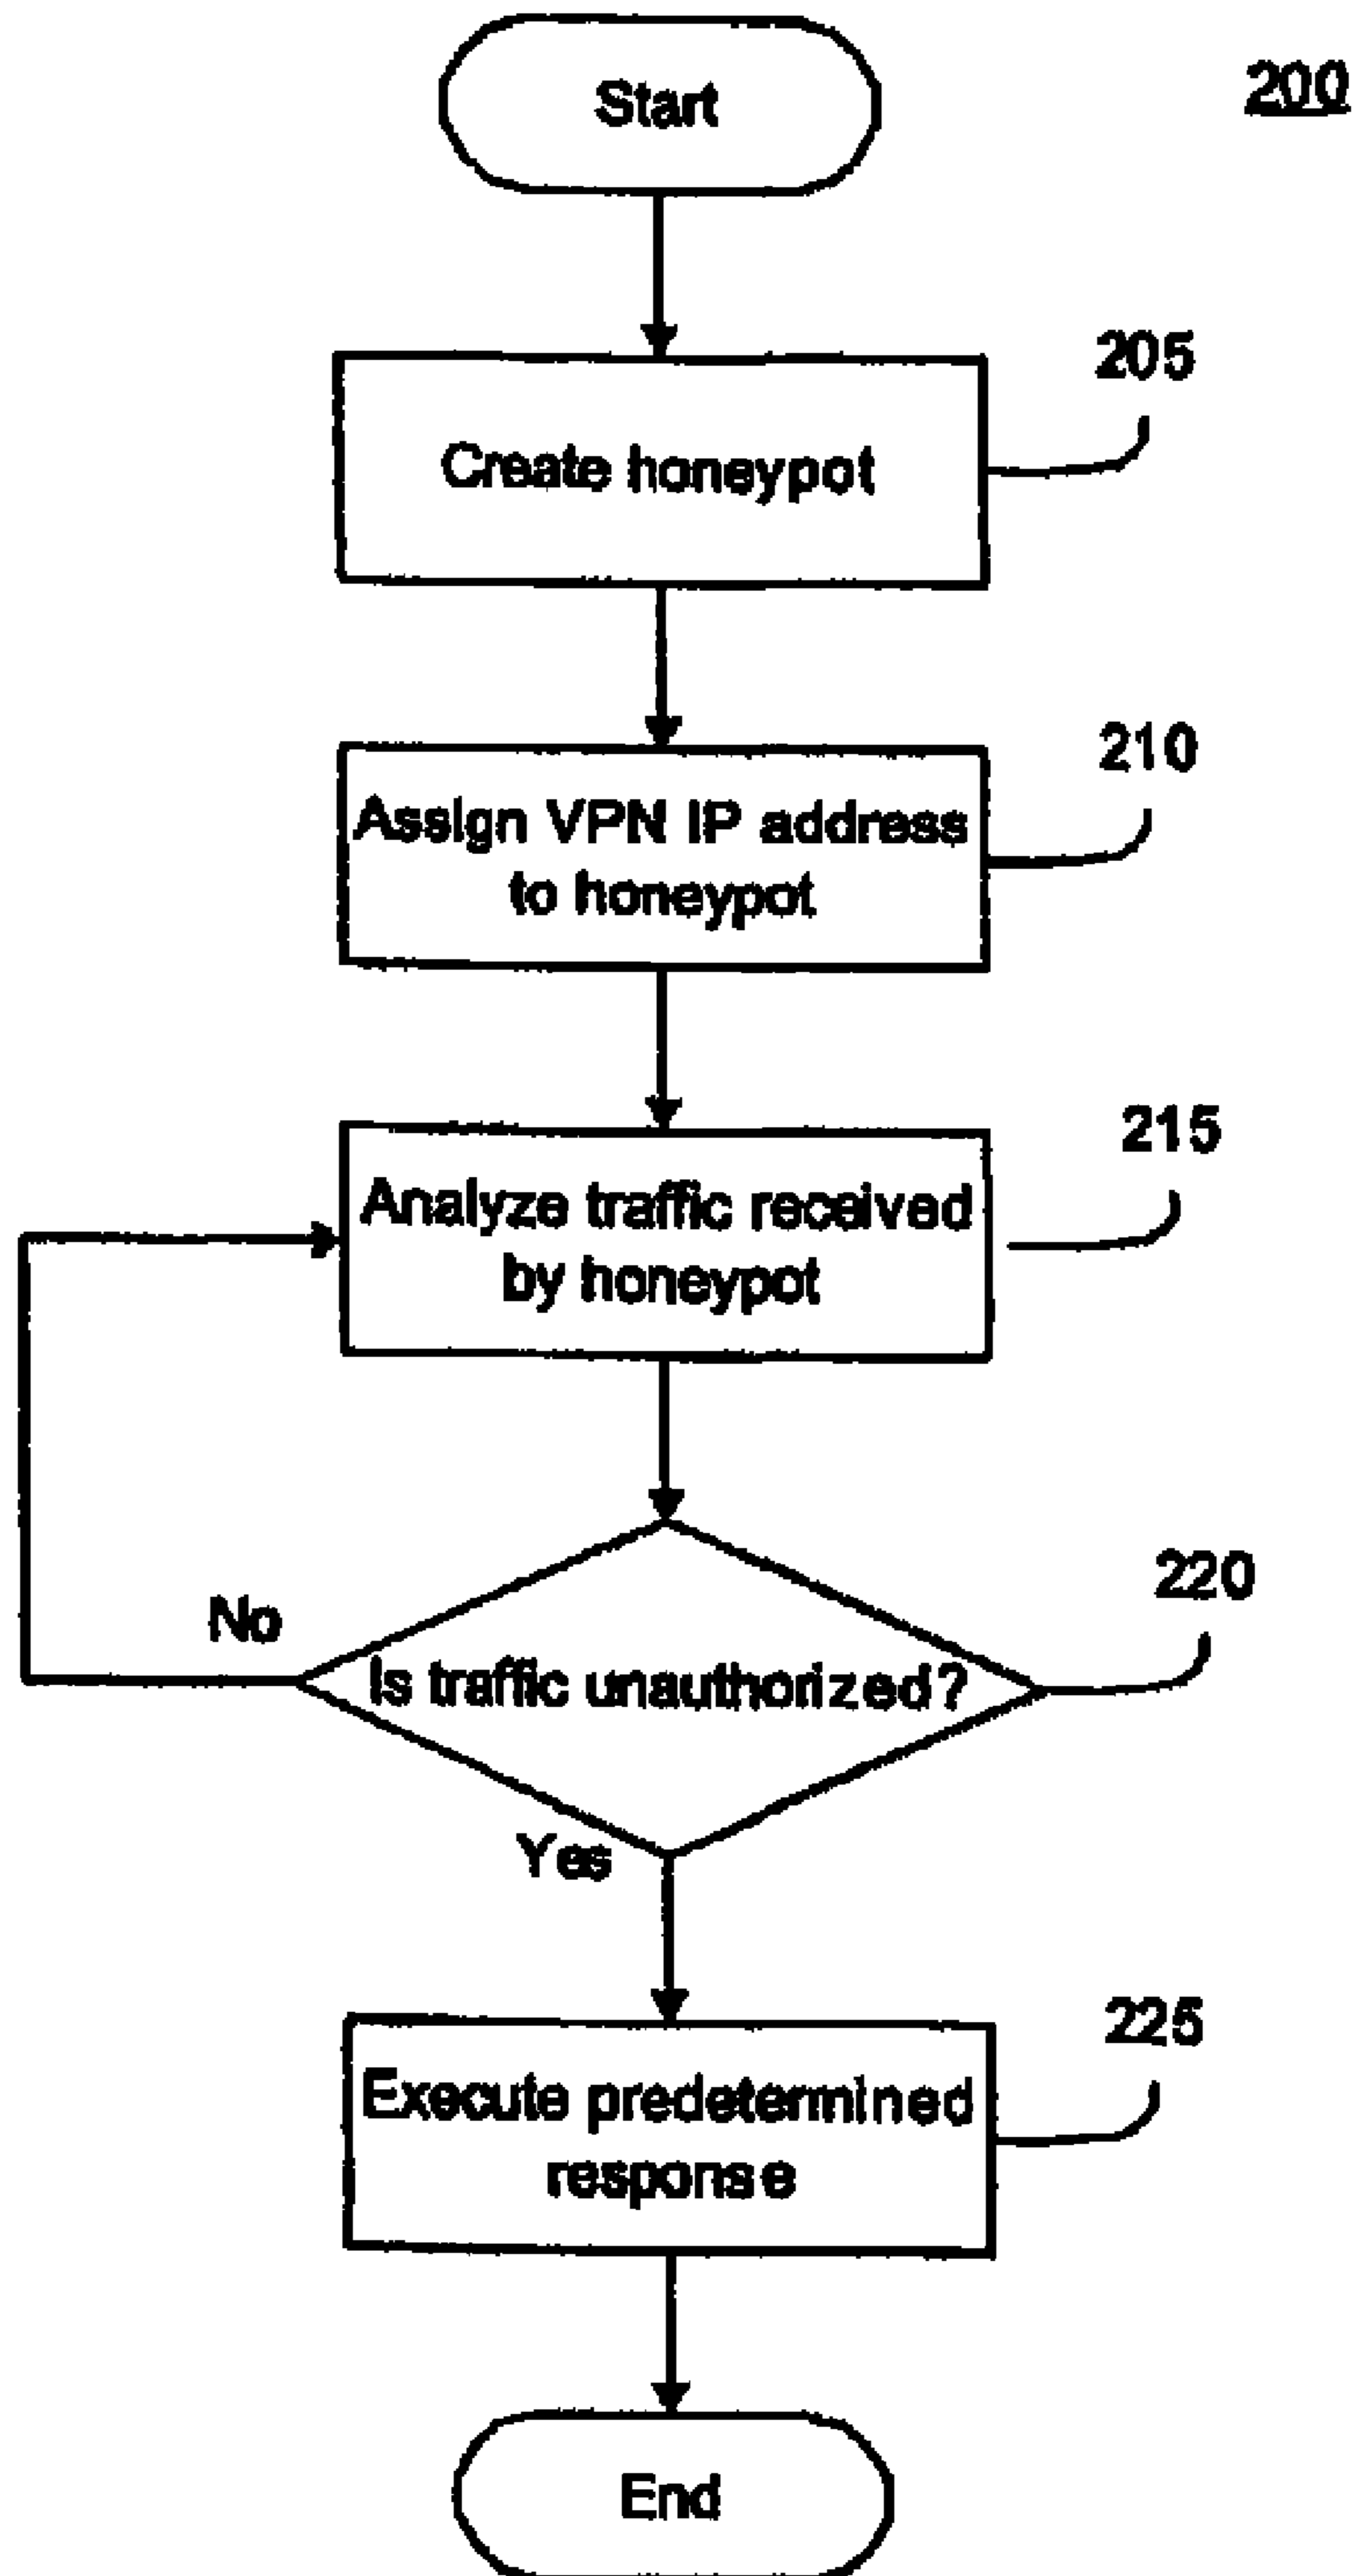 Start
200
Create honeypot
205
Assign VPN IP address
to honeypot
210
Analyze traffic received
by honeypot
215
No
Is traffic unauthorized?
220
Yes
Execute predetermined
response
225
End